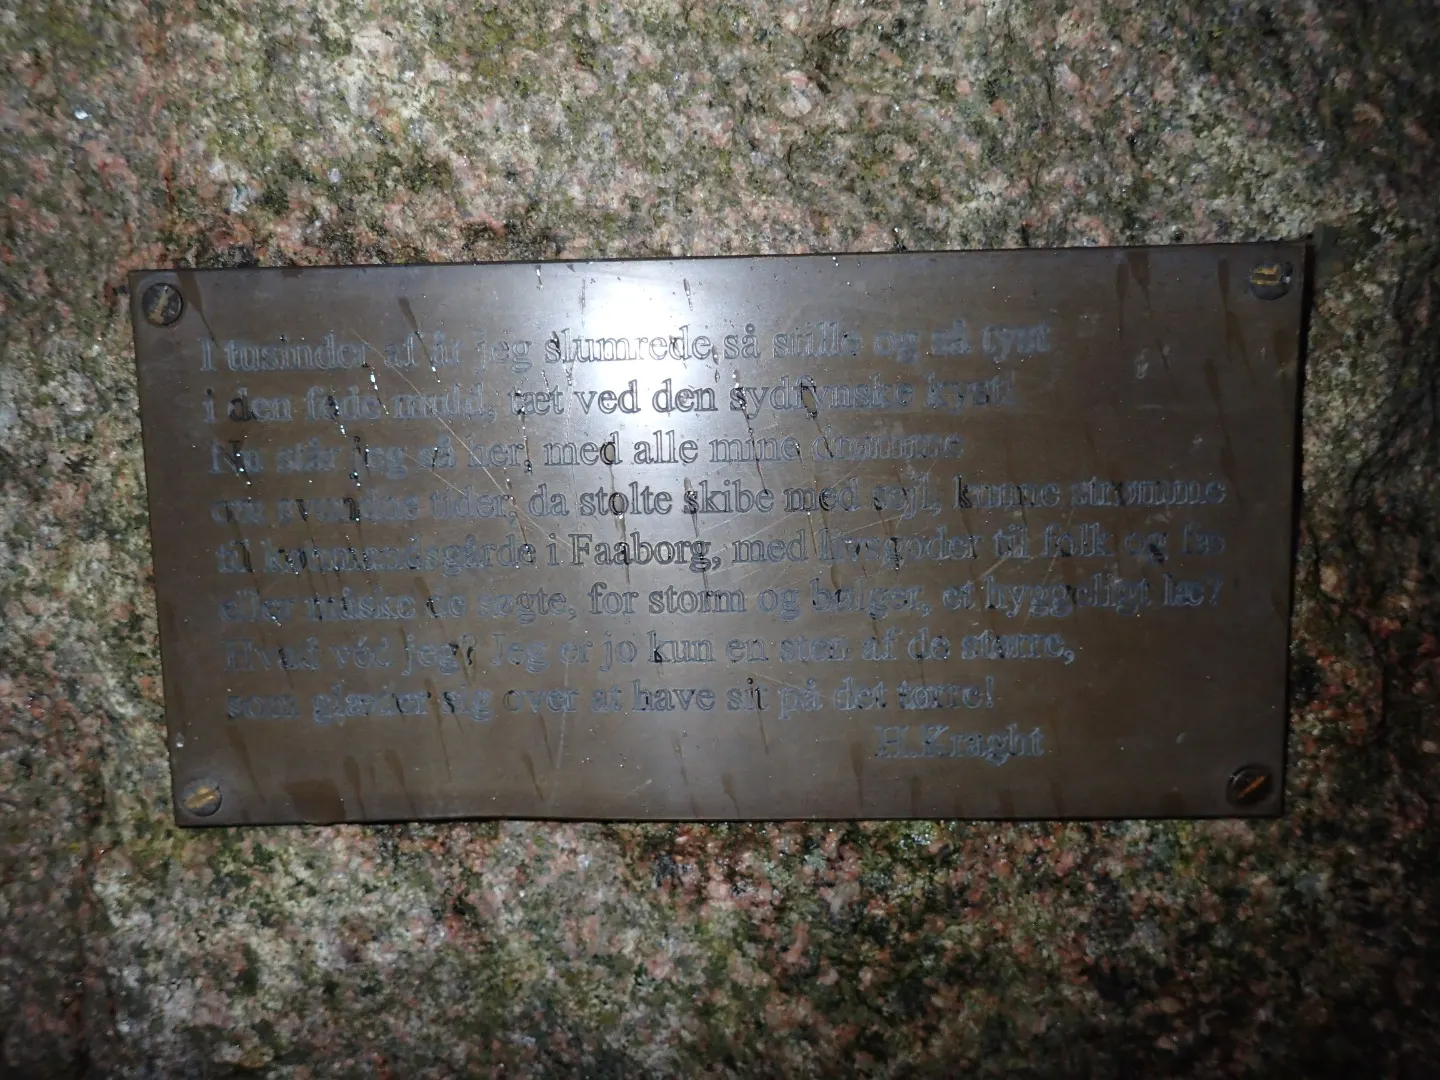 I tusinder af år jeg slumrede så stille og så tyst
i den fede muld, tæt ved den sydfynske kyst!
Nu står jeg så her, med alle mine drømme
om svundne tider, da stolte skibe med sejl, kunne strømme
til købmandsgårde i Faaborg, med livsgoder til folk og fæ
eller måske de søgte, for storm og bølger, et hyggeligt læ?
Hvad véd jeg? Jeg er jo kun en sten af de større,
som glæder sig over at have sit på det tørre!
H.Kraght